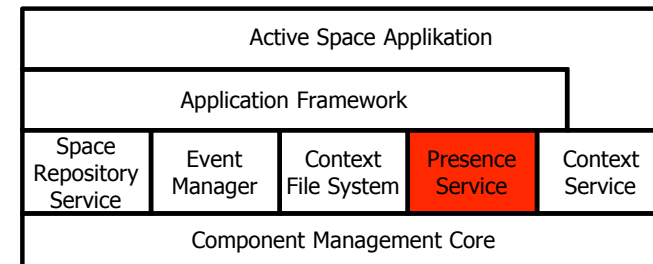 Active Space Applikation
Application Framework
Space
Repository
Service
Event
Manager
Context
File System
Presence
Service
Context
Service
Component Management Core